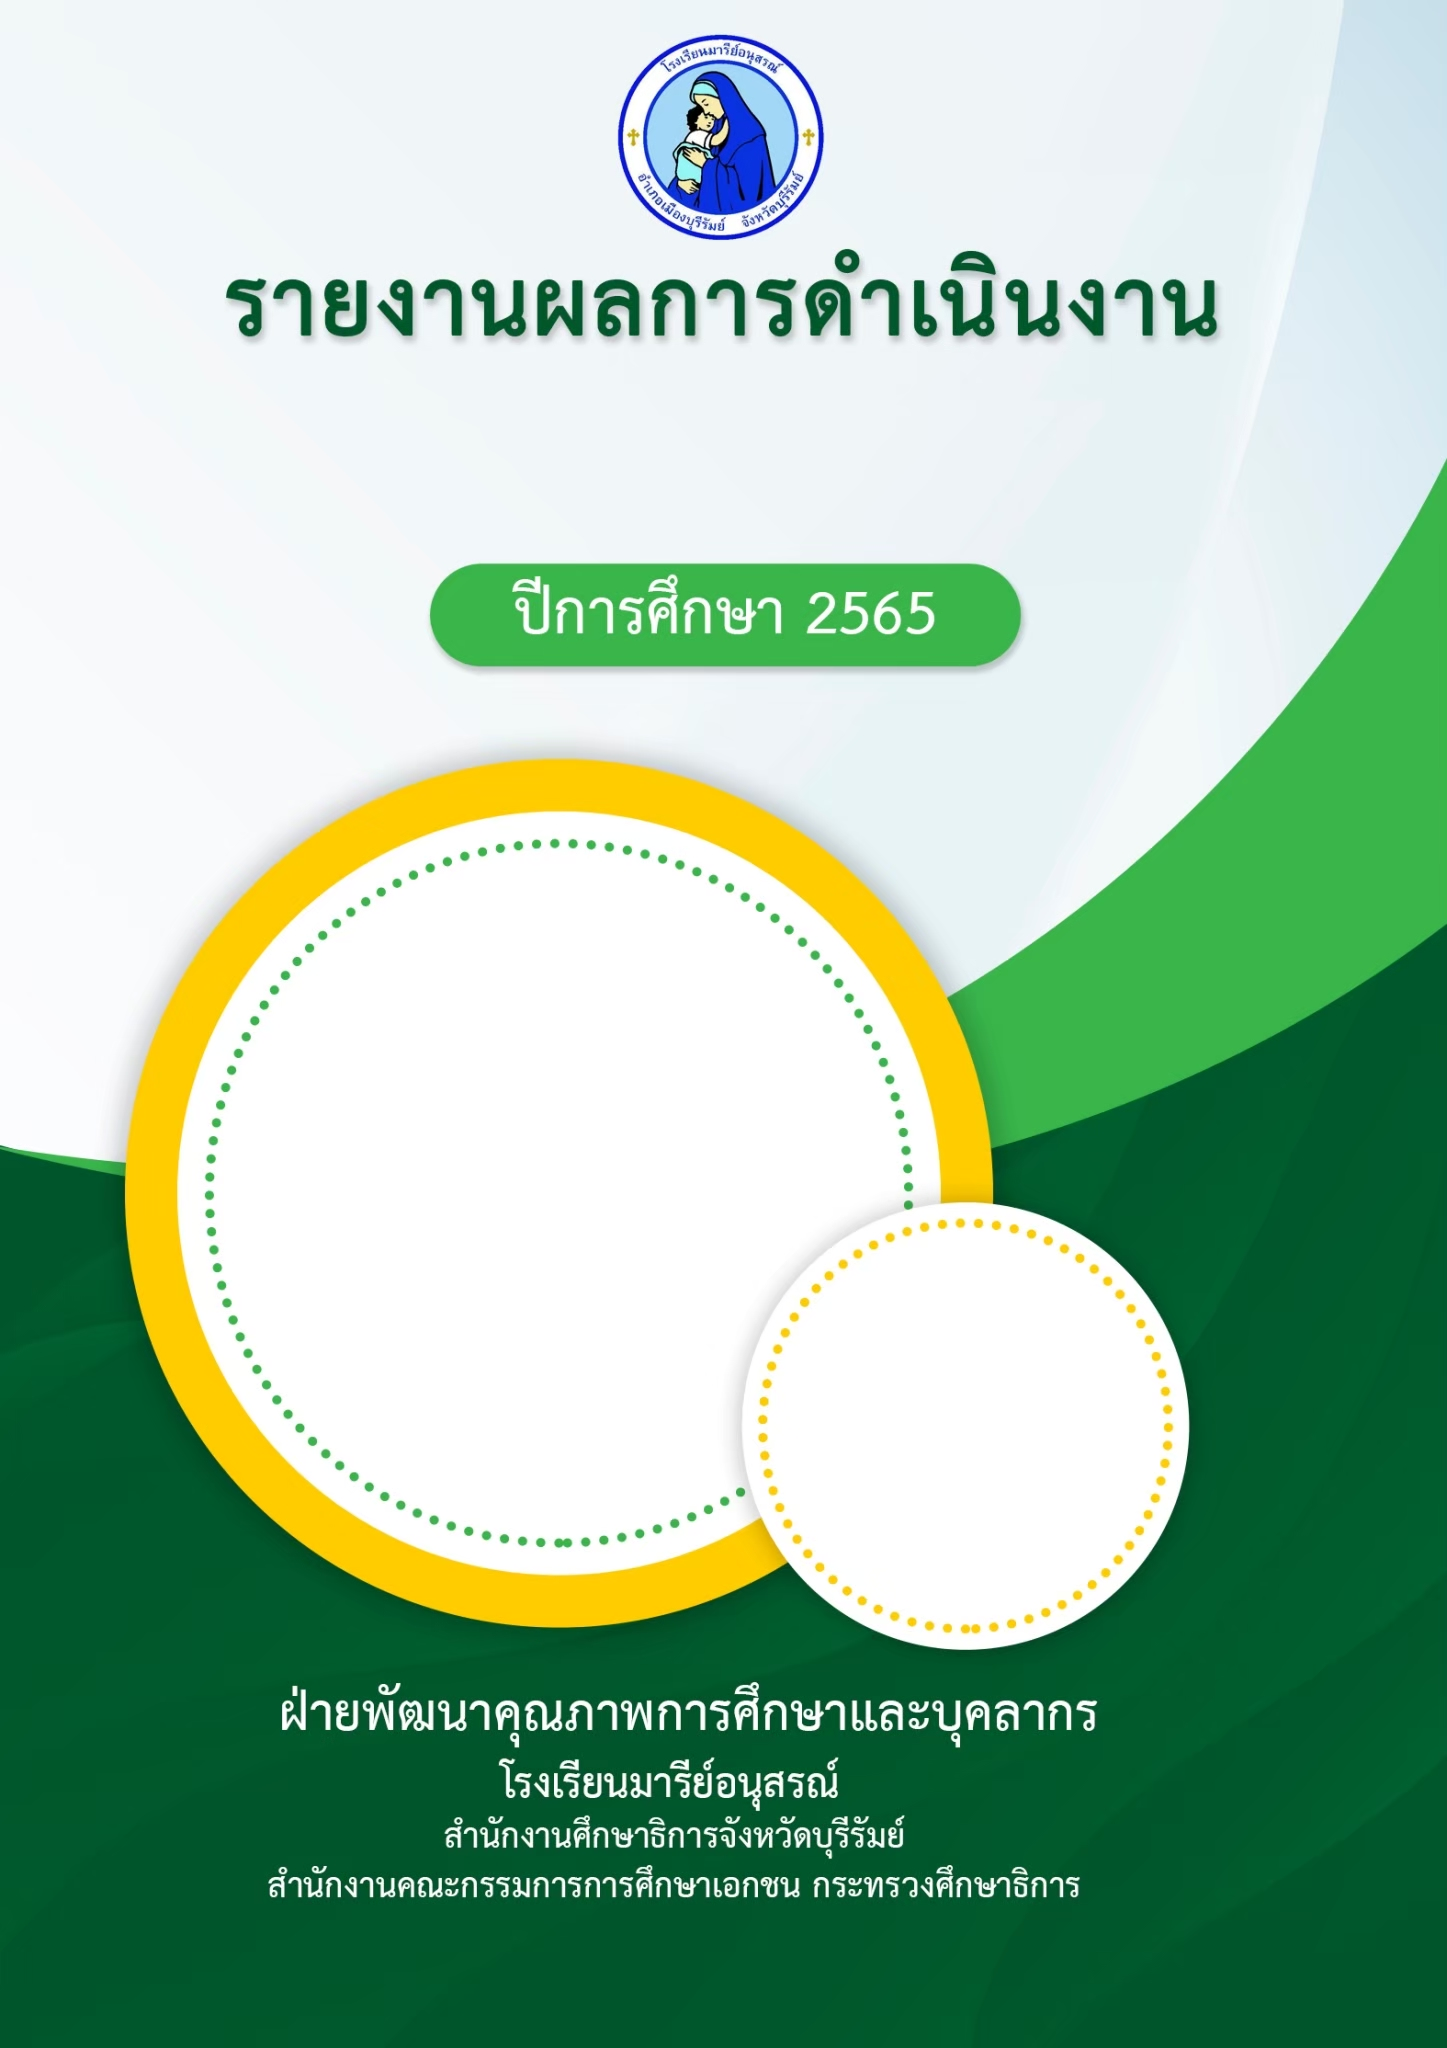 โรงเรียนมารีย์อนุสรณ์
อำเภอเมืองบุรีรัมย์ จังหวัดบุรีรัมย์
รายงานผลการดำเนินงาน
ปีการศึกษา 2565
ฝ่ายพัฒนาคุณภาพการศึกษาและบุคลากร
โรงเรียนมารีย์อนุสรณ์
สำนักงานศึกษาธิการจังหวัดบุรีรัมย์
สำนักงานคณะกรรมการการศึกษาเอกชน กระทรวงศึกษาธิการ